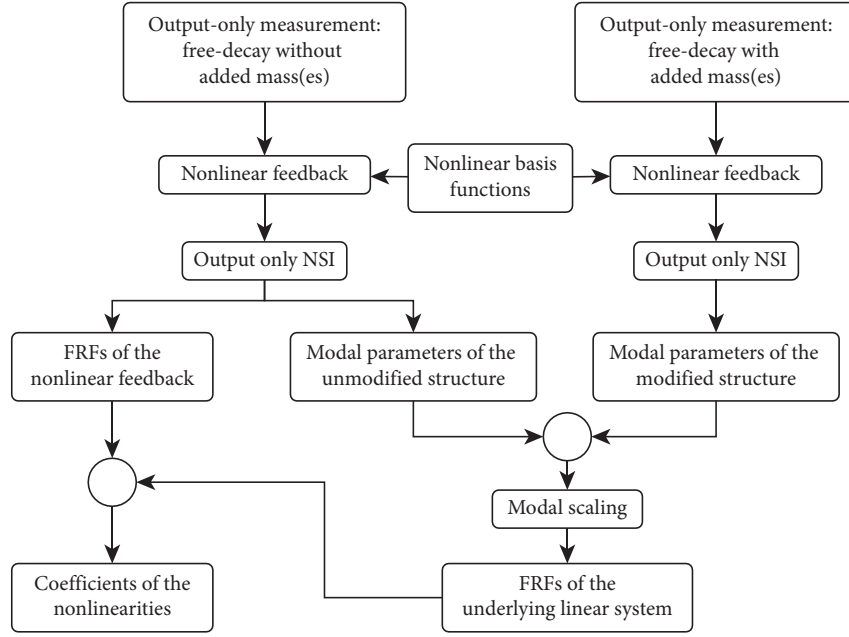 Output-only measurement:
free-decay without
added mass(es)
Output-only measurement:
free-decay with
added mass(es)
Nonlinear feedback
Nonlinear basis
functions
Nonlinear feedback
Output only NSI
Output only NSI
FRFs of the
nonlinear feedback
Modal parameters of the
unmodified structure
Modal parameters of the
modified structure
Modal scaling
Coefficients of the
nonlinearities
FRFs of the
underlying linear system